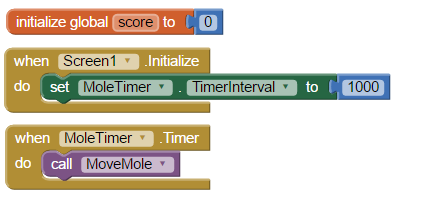 initialize global score to 0
when Screen1 .Initialize
do set MoleTimer . TimerInterval to 1000
when MoleTimer .Timer
do call MoveMole